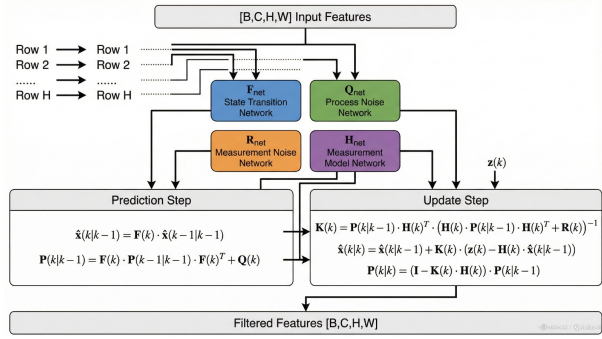 [B,C,H,W] Input Features
Row 1 Row 1
Row 2 Row 2
...... ......
Row H Row H
F_net
State Transition
Network
Q_net
Process Noise
Network
R_net
Measurement Noise
Network
H_net
Measurement
Model Network
z(k)
Prediction Step
x̂(k|k−1) = F(k) · x̂(k−1|k−1)
P(k|k−1) = F(k) · P(k−1|k−1) · F(k)^T + Q(k)
Update Step
K(k) = P(k|k−1) · H(k)^T · (H(k) · P(k|k−1) · H(k)^T + R(k))^−1
x̂(k|k) = x̂(k|k−1) + K(k) · (z(k) − H(k) · x̂(k|k−1))
P(k|k) = (I − K(k) · H(k)) · P(k|k−1)
Filtered Features [B,C,H,W]